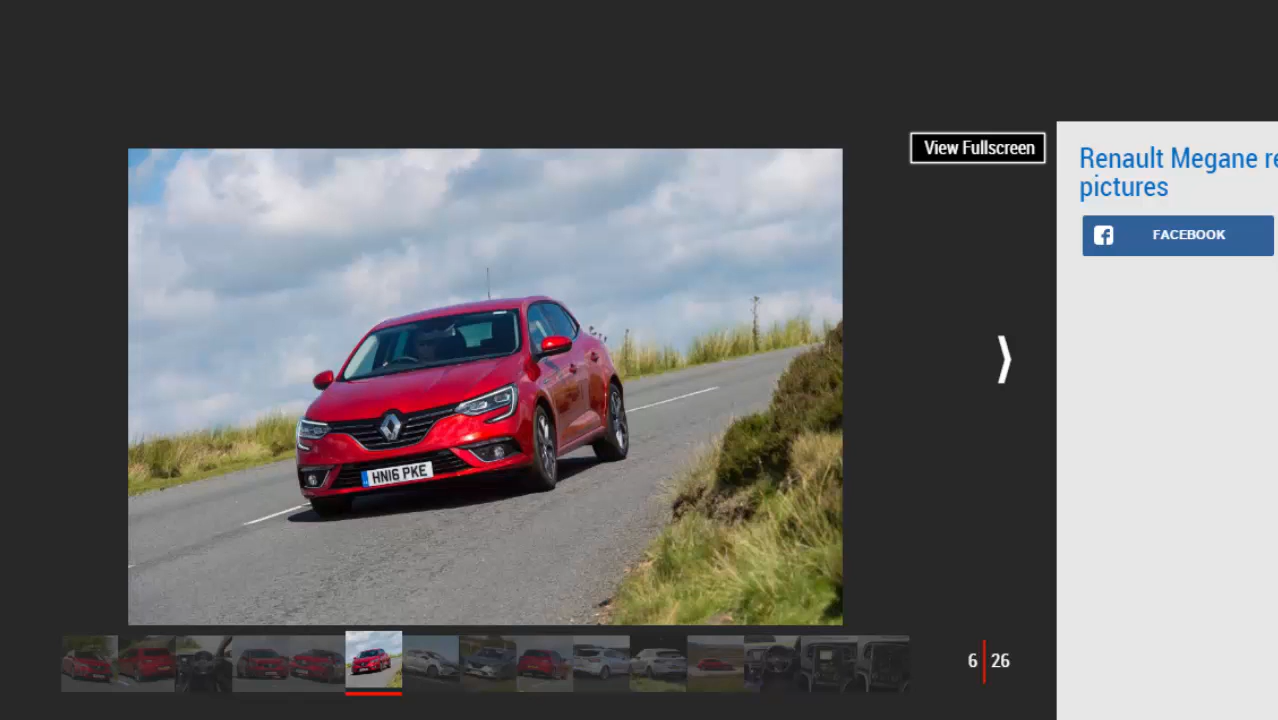 View Fullscreen
Renault Megane re
pictures
FACEBOOK
HN16 PKE
6 26